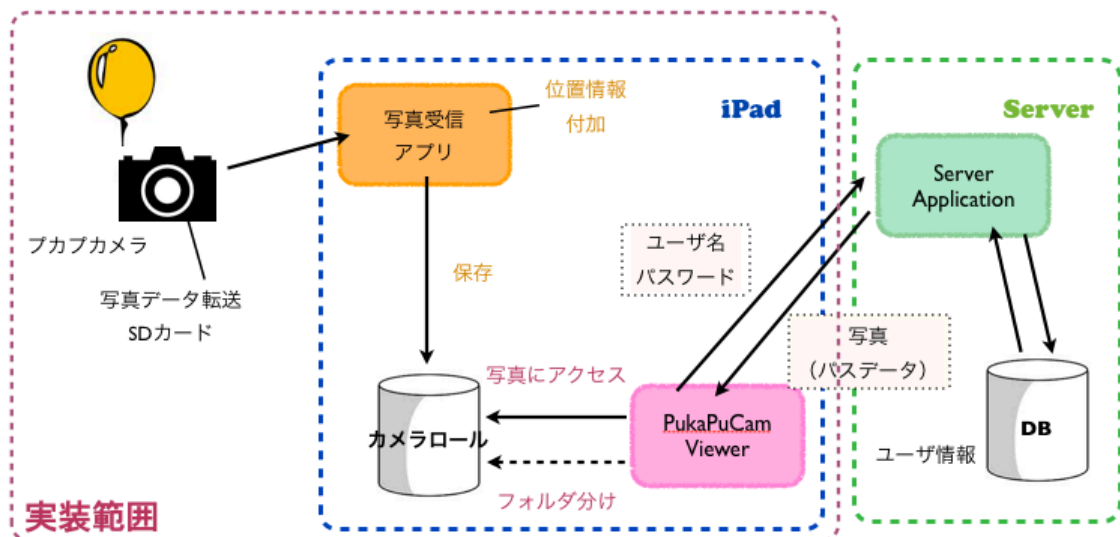 位置情報
付加
写真受信
アプリ
iPad
Server
Server
Application
プカプカメラ
ユーザ名
パスワード
保存
写真データ転送
SDカード
写真
（パスデータ）
写真にアクセス
カメラロール
PukaPuCam
Viewer
DB
ユーザ情報
フォルダ分け
実装範囲